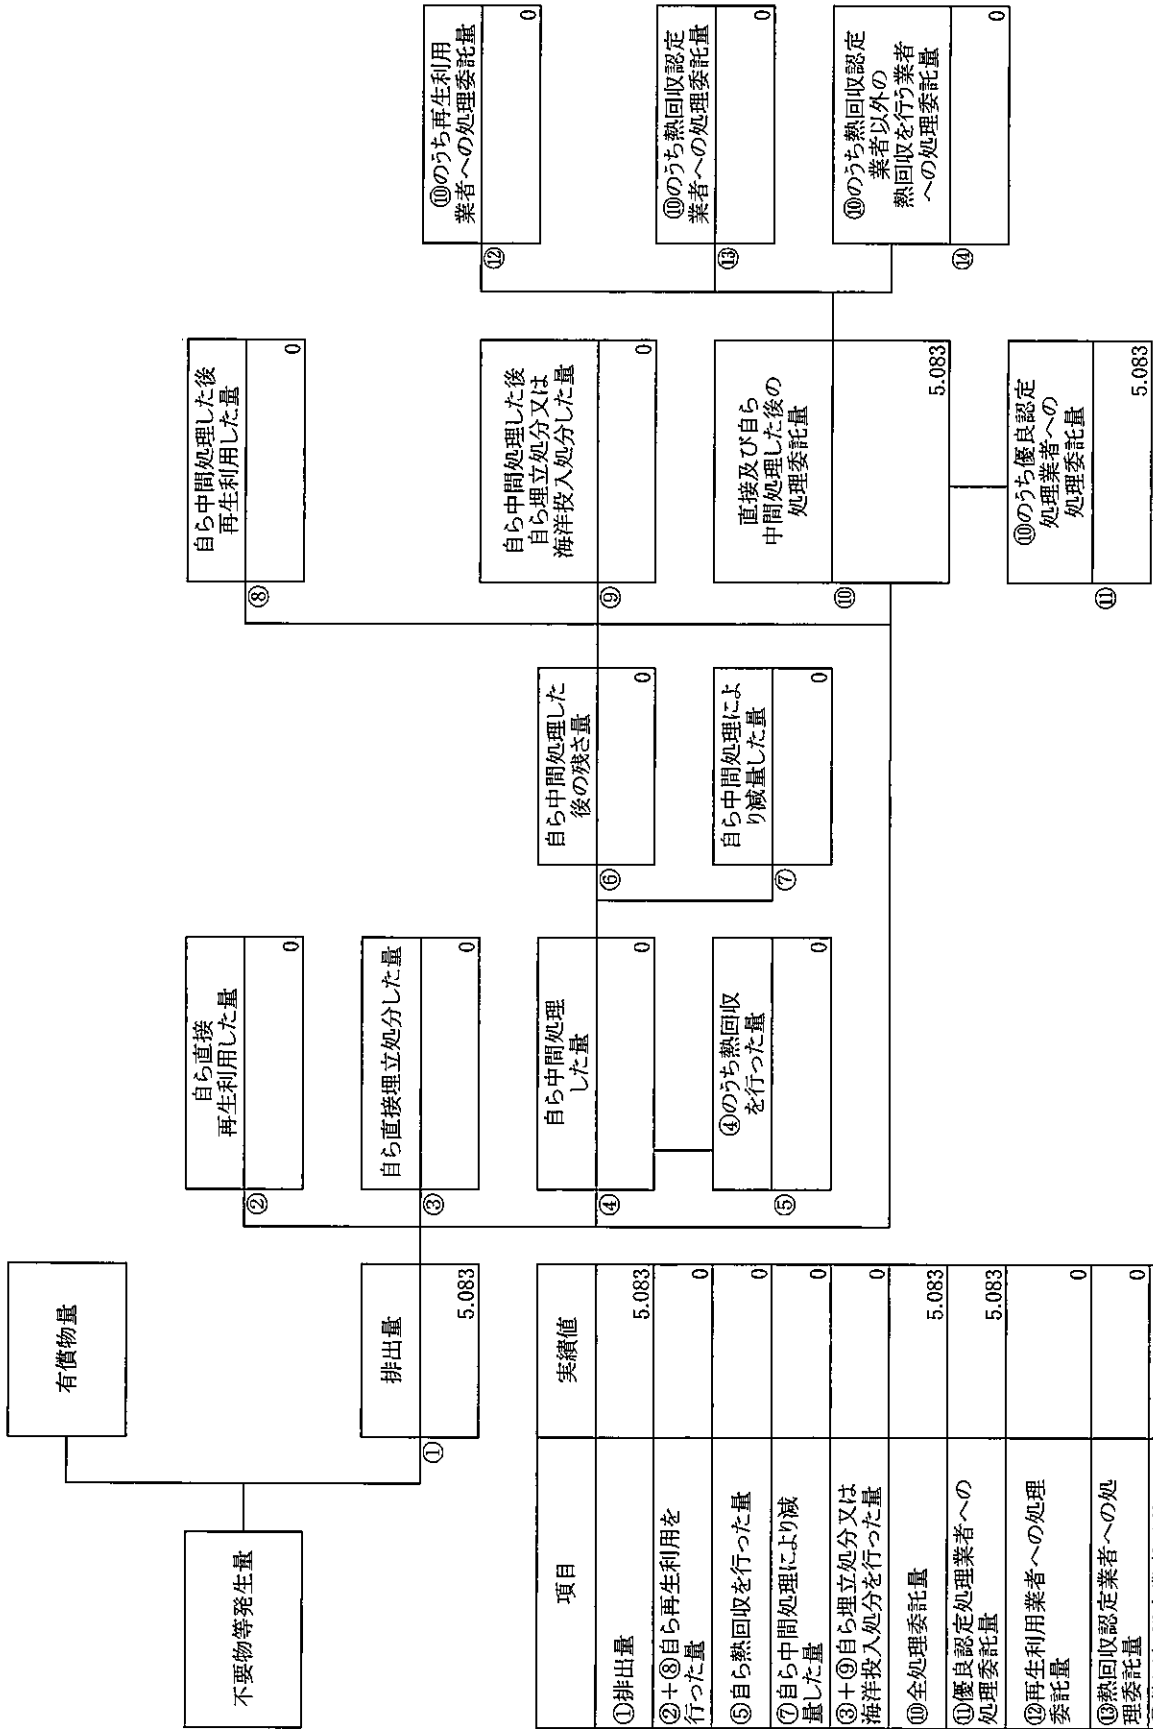 不要物等発生量
有償物量
①
排出量
5.083
②
自ら直接
再生利用した量
0
③
自ら直接埋立処分した量
0
④
自ら中間処理
した量
0
⑤
④のうち熱回収
を行った量
0
⑥
自ら中間処理した
後の残さ量
0
⑦
自ら中間処理によ
り減量した量
0
⑧
自ら中間処理した後
再生利用した量
0
⑨
自ら中間処理した後
自ら埋立処分又は
海洋投入処分した量
0
⑩
直接及び自ら
中間処理した後の
処理委託量
5.083
⑪
⑩のうち優良認定
処理業者への
処理委託量
5.083
⑫
⑩のうち再生利用
業者への処理委託量
0
⑬
⑩のうち熱回収認定
業者への処理委託量
0
⑭
⑩のうち熱回収認定
業者以外の
熱回収を行う業者
への処理委託量
0
項目 実績値
①排出量 5.083
②+⑧自ら再生利用を
行った量 0
⑤自ら熱回収を行った量 0
⑦自ら中間処理により減
量した量 0
③+⑨自ら埋立処分又は
海洋投入処分を行った量 0
⑩全処理委託量 5.083
⑪優良認定処理業者への
処理委託量 5.083
⑫再生利用業者への処理
委託量 0
⑬熱回収認定業者への処
理委託量 0